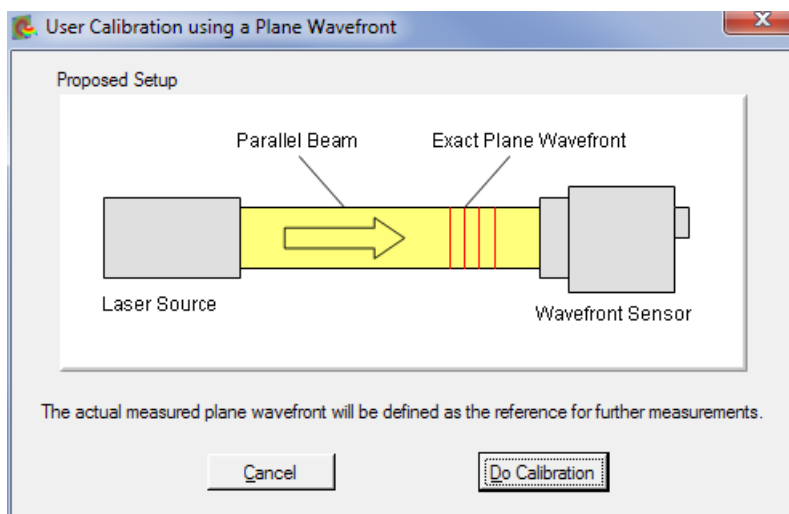 User Calibration using a Plane Wavefront
x
Proposed Setup
Parallel Beam
Exact Plane Wavefront
Laser Source
Wavefront Sensor
The actual measured plane wavefront will be defined as the reference for further measurements.
Cancel
Do Calibration